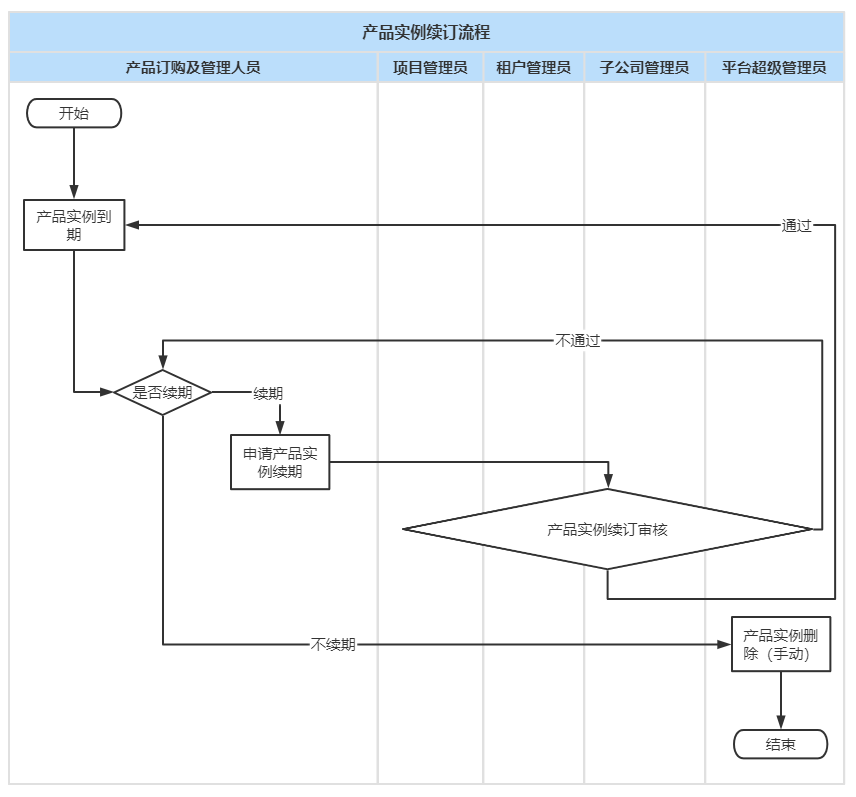 产品实例续订流程
产品订购及管理人员
项目管理员
租户管理员
子公司管理员
平台超级管理员
开始
产品实例到
期
通过
不通过
是否续期
续期
申请产品实
例续期
产品实例续订审核
不续期
产品实例删
除（手动）
结束